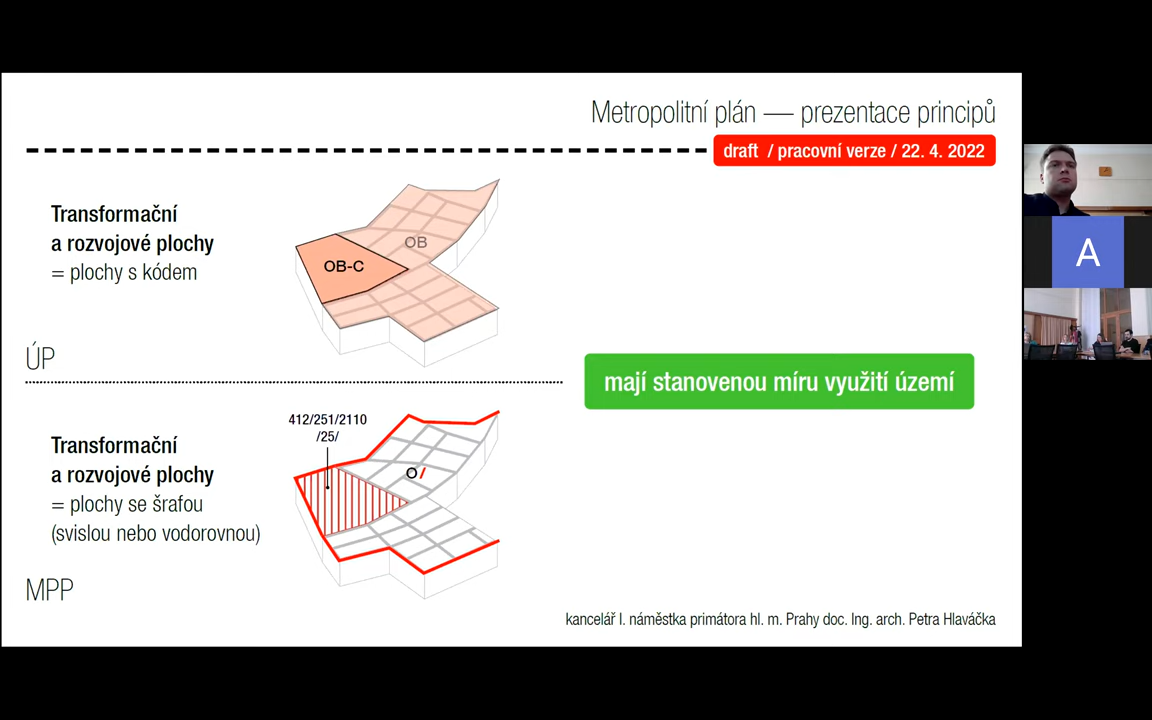 Metropolitní plán — prezentace principů
draft / pracovní verze / 22. 4. 2022
Transformační
a rozvojové plochy
= plochy s kódem
OB
OB-C
ÚP
mají stanovenou míru využití území
412/251/2110
/25/
Transformační
a rozvojové plochy
= plochy se šrafou
(svislou nebo vodorovnou)
O/
MPP
kancelář I. náměstka primátora hl. m. Prahy doc. Ing. arch. Petra Hlaváčka
A